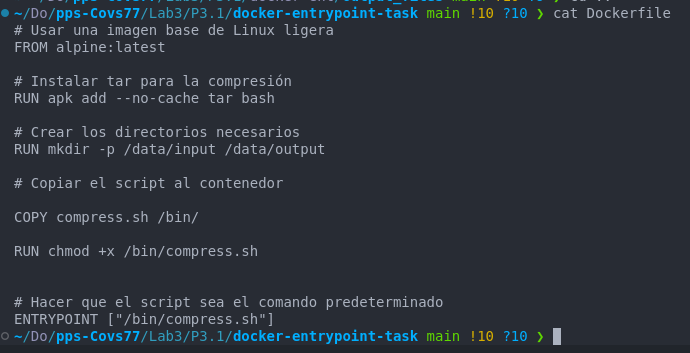 ~/Do/pps-Covs77/Lab3/P3.1/docker-entrypoint-task main !10 ?10 ❯ cat Dockerfile
# Usar una imagen base de Linux ligera
FROM alpine:latest
# Instalar tar para la compresión
RUN apk add --no-cache tar bash
# Crear los directorios necesarios
RUN mkdir -p /data/input /data/output
# Copiar el script al contenedor
COPY compress.sh /bin/
RUN chmod +x /bin/compress.sh
# Hacer que el script sea el comando predeterminado
ENTRYPOINT ["/bin/compress.sh"]
~/Do/pps-Covs77/Lab3/P3.1/docker-entrypoint-task main !10 ?10 ❯